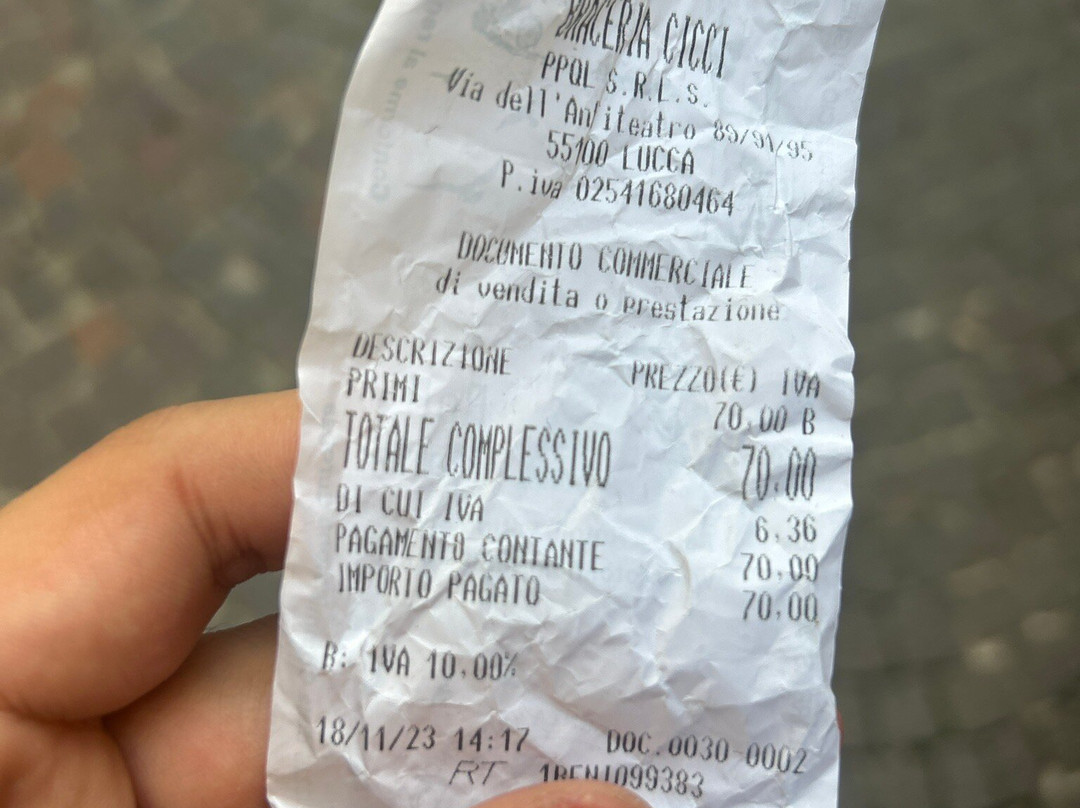 BRACERIA CICCI
PPQL S.R.L.S.
Via dell'Anfiteatro 89/91/95
55100 LUCCA
P.iva 02541680464
DOCUMENTO COMMERCIALE
di vendita o prestazione
DESCRIZIONE PREZZO(€) IVA
PRIMI 70,00 B
TOTALE COMPLESSIVO 70,00
DI CUI IVA 6,36
PAGAMENTO CONTANTE 70,00
IMPORTO PAGATO 70,00
B: IVA 10,00%
18/11/23 14:17 DOC.0030-0002
RT